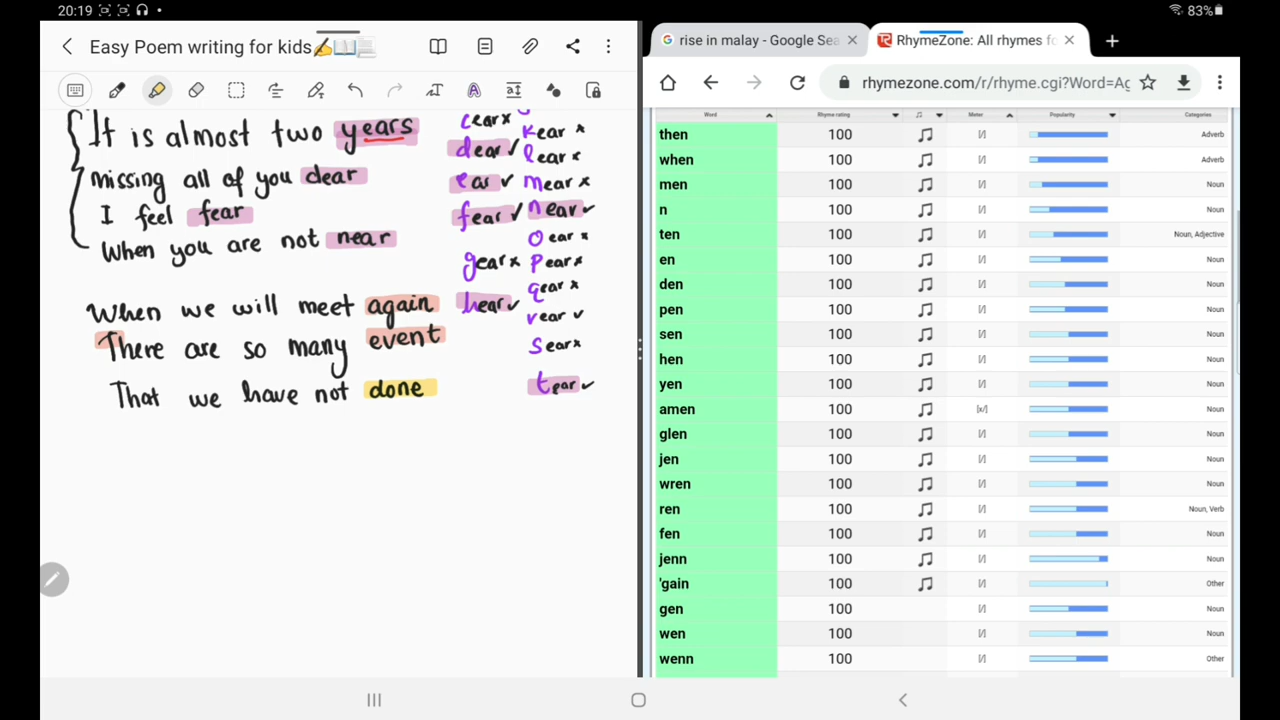 20:19
83%
Easy Poem writing for kids✍📖📃
It is almost two years
missing all of you dear
I feel fear
When you are not near
When we will meet again
There are so many event
That we have not done
cear x
dear ✓
ear ✓
fear ✓
gear x
hear ✓
kear x
lear x
mear x
near ✓
oear x
pear x
qear x
rear ✓
sear x
tear ✓
rise in malay - Google Sea
RhymeZone: All rhymes fo
rhymezone.com/r/rhyme.cgi?Word=Ag
Word Rhyme rating Meter Popularity Categories
then 100 [/] Adverb
when 100 [/] Adverb
men 100 [/] Noun
n 100 [/] Noun
ten 100 [/] Noun, Adjective
en 100 [/] Noun
den 100 [/] Noun
pen 100 [/] Noun
sen 100 [/] Noun
hen 100 [/] Noun
yen 100 [/] Noun
amen 100 [x/] Noun
glen 100 [/] Noun
jen 100 [/] Noun
wren 100 [/] Noun
ren 100 [/] Noun, Verb
fen 100 [/] Noun
jenn 100 [/] Noun
'gain 100 [/] Other
gen 100 [/] Noun
wen 100 [/] Noun
wenn 100 [/] Other